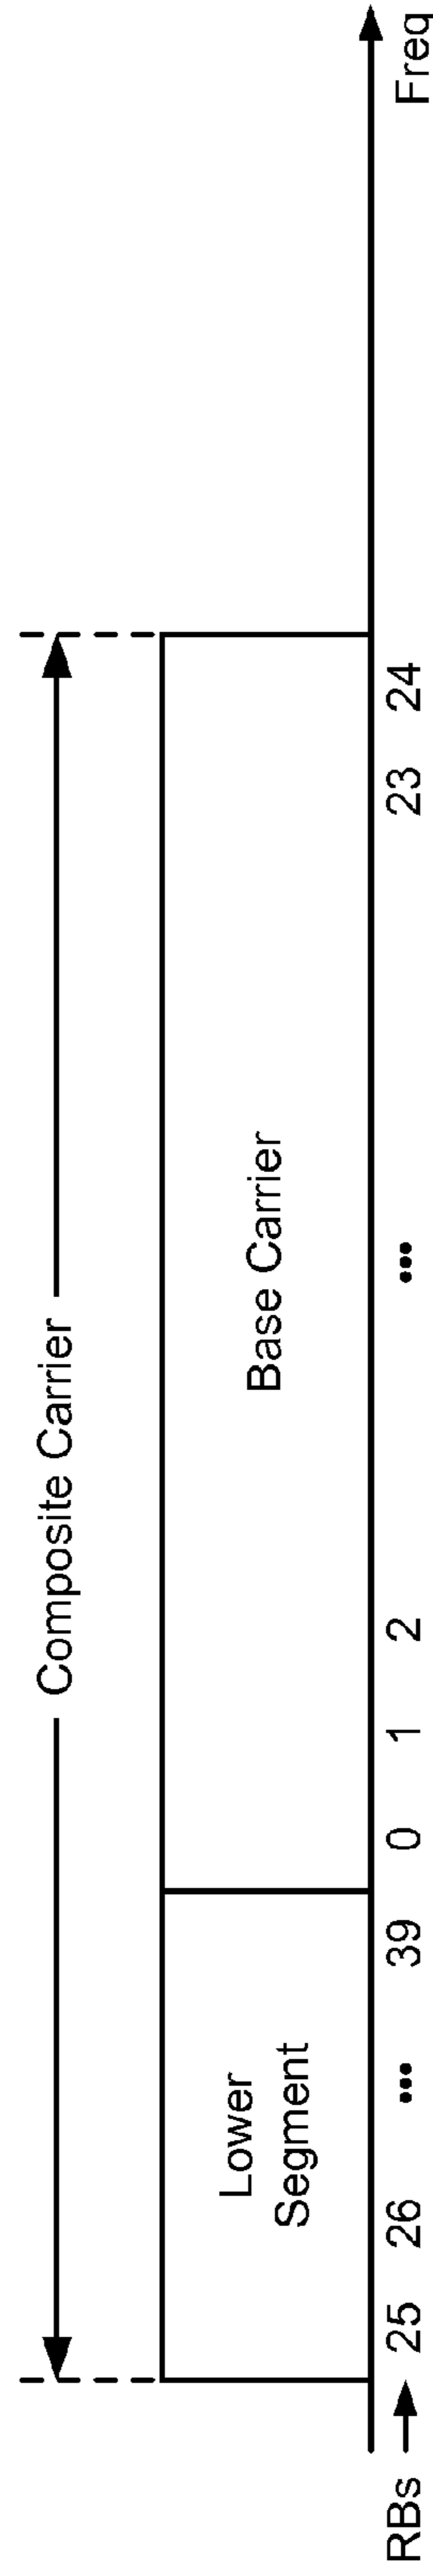 Composite Carrier
Lower
Segment
Base Carrier
RBs 25 26 ... 39 0 1 2 ... 23 24
Freq